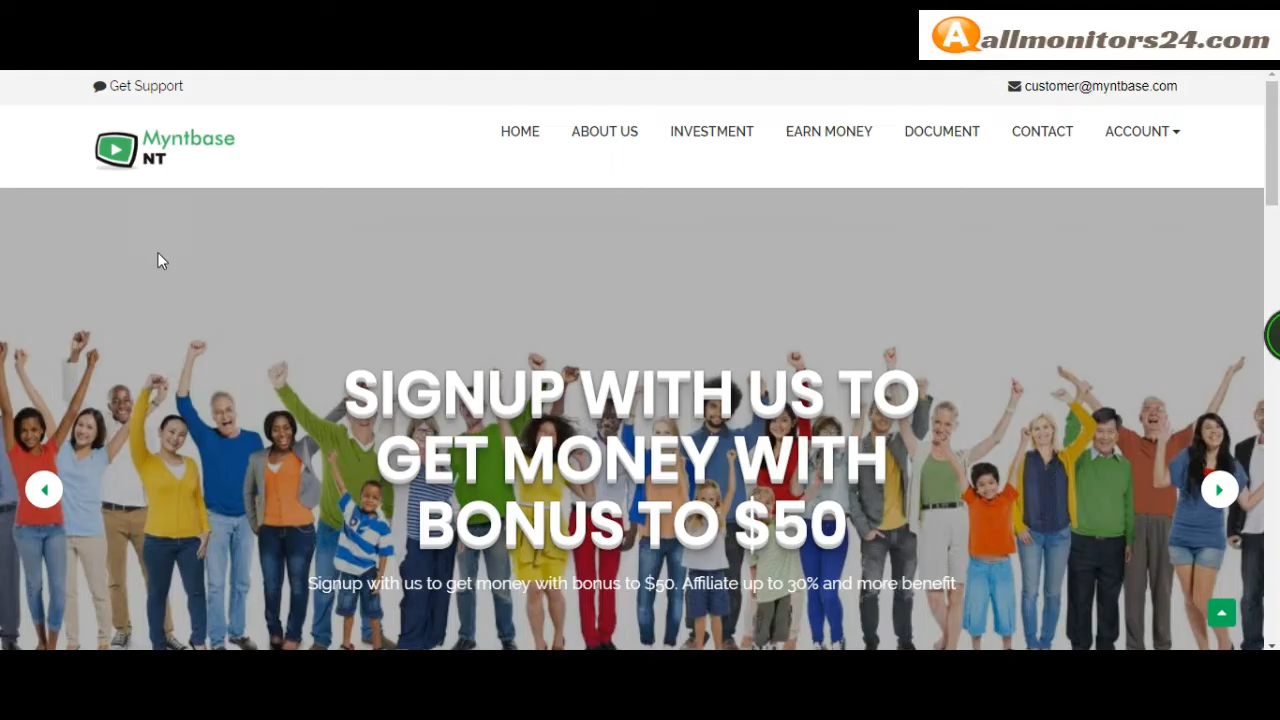 Aallmonitors24.com
Get Support
customer@myntbase.com
Myntbase
NT
HOME
ABOUT US
INVESTMENT
EARN MONEY
DOCUMENT
CONTACT
ACCOUNT
SIGNUP WITH US TO
GET MONEY WITH
BONUS TO $50
Signup with us to get money with bonus to $50. Affiliate up to 30% and more benefit